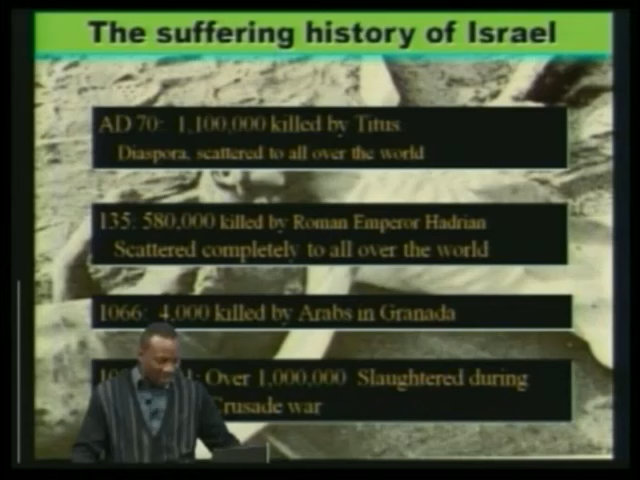 The suffering history of Israel
AD 70: 1,100,000 killed by Titus
Diaspora, scattered to all over the world
135: 580,000 killed by Roman Emperor Hadrian
Scattered completely to all over the world
1066: 4,000 killed by Arabs in Granada
Over 1,000,000 Slaughtered during
Crusade war